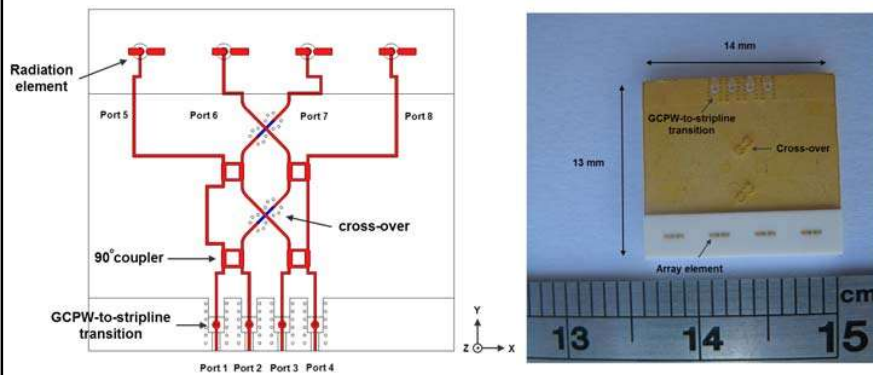 Radiation
element
Port 5
Port 6
Port 7
Port 8
cross-over
90°coupler
GCPW-to-stripline
transition
Port 1 Port 2 Port 3 Port 4
Y
Z
X
14 mm
GCPW-to-stripline
transition
Cross-over
13 mm
Array element
cm
13 14 15